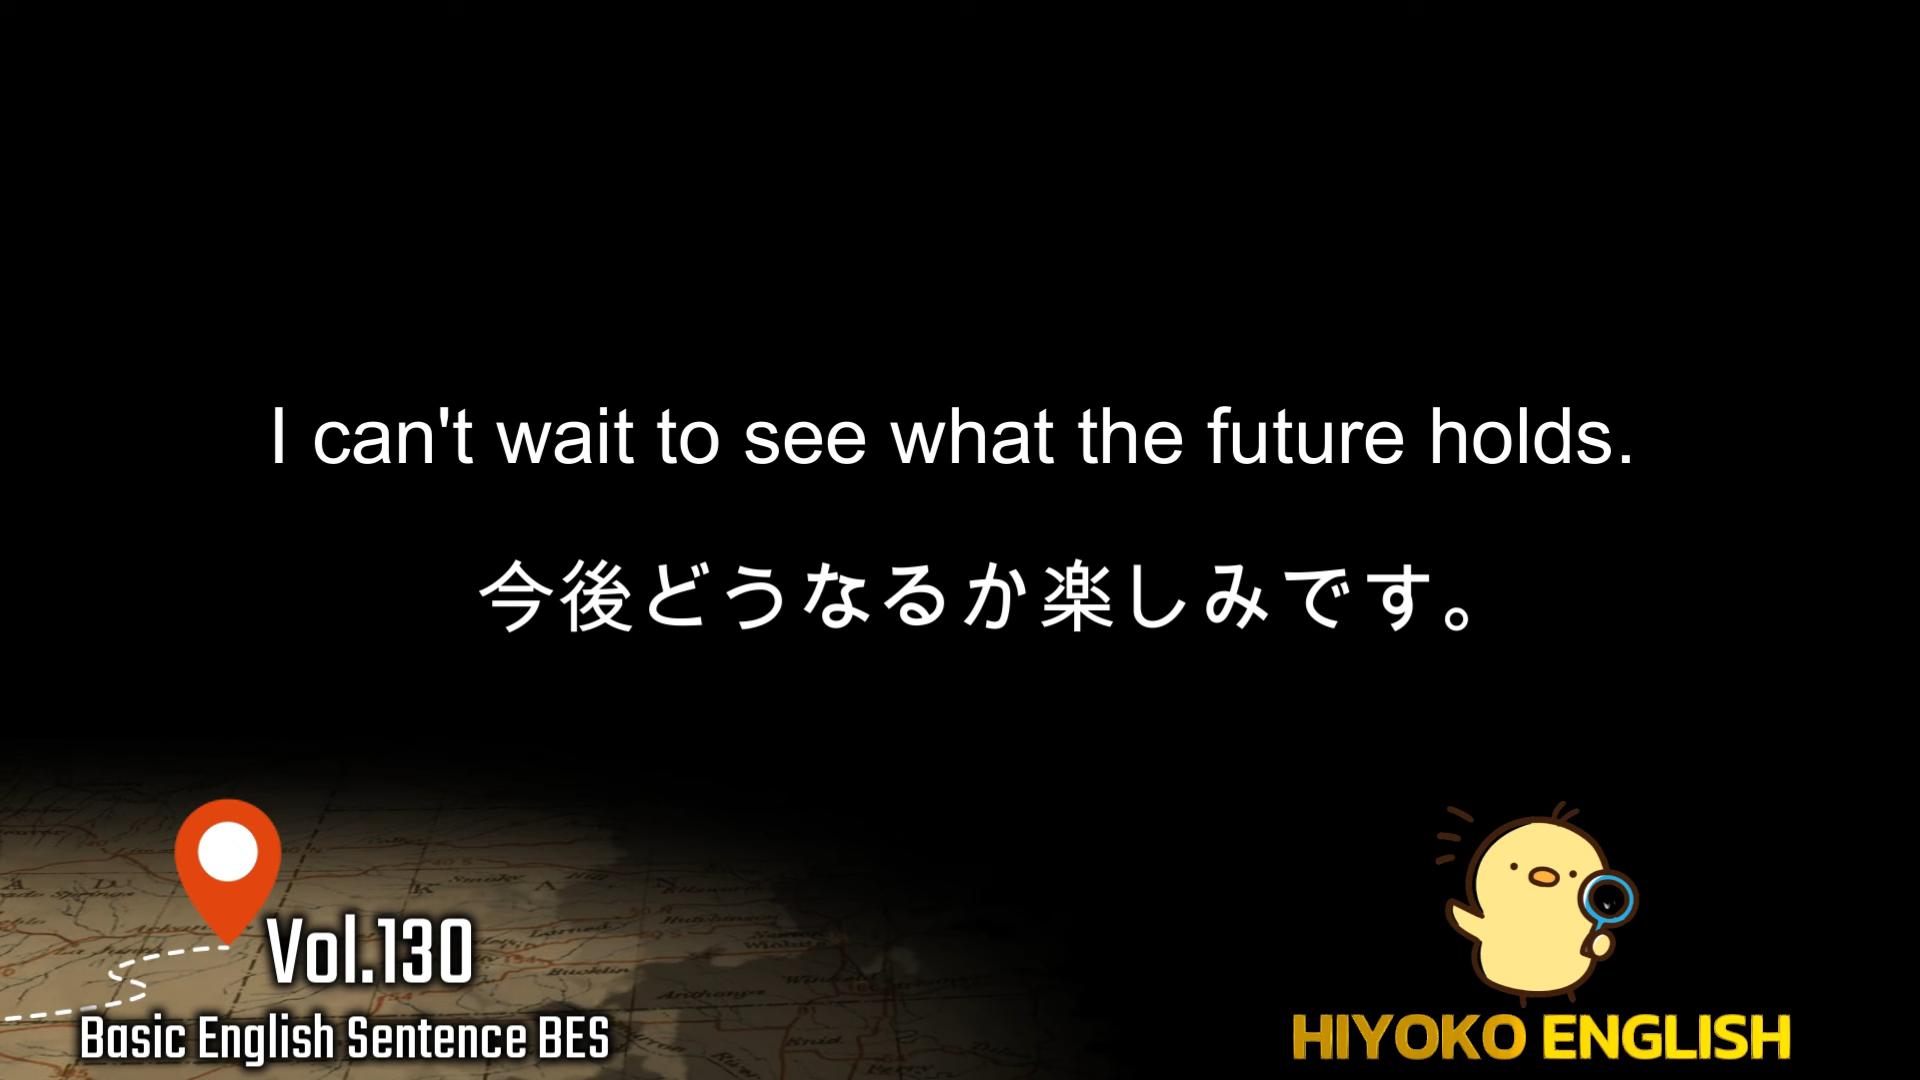 I can't wait to see what the future holds.
今後どうなるか楽しみです。
Vol.130
Basic English Sentence BES
HIYOKO ENGLISH